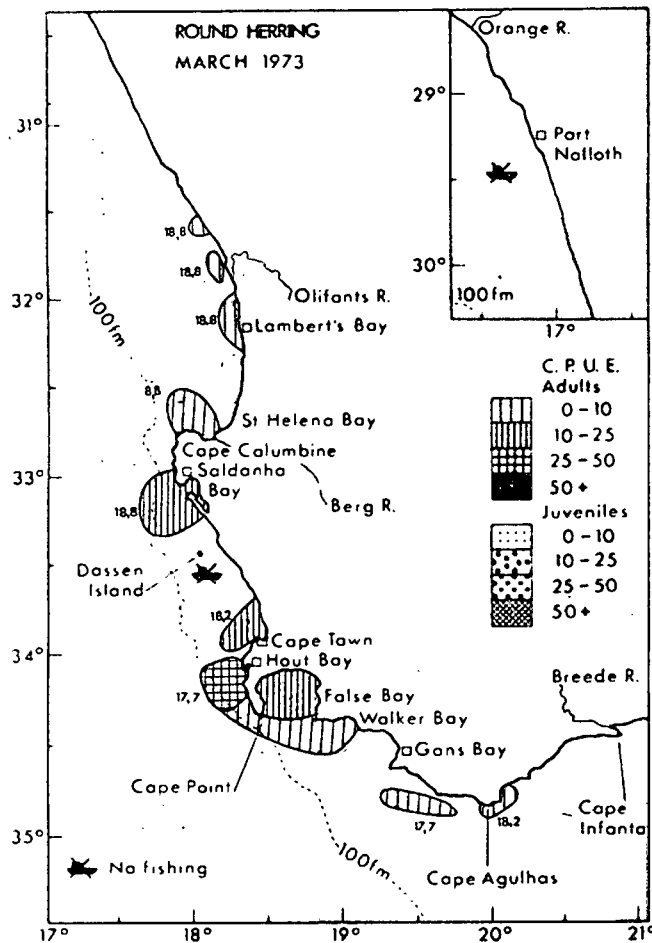 ROUND HERRING
MARCH 1973
Orange R.
29°
Port
Nolloth
30°
100fm
17°
31°
18,8
18,8
Olifants R.
32°
100fm
18,8
Lambert's Bay
C. P. U. E.
Adults
0-10
10-25
25-50
50+
Juveniles
0-10
10-25
25-50
50+
8,8
St Helena Bay
Cape Columbine
33°
Saldanha
Bay
Berg R.
18,8
Dassen
Island
18,2
Cape Town
34°
Hout Bay
Breede R.
17,7
False Bay
Walker Bay
Gans Bay
Cape Point
Cape
Infanta
17,7
18,2
35°
100fm
No fishing
Cape Agulhas
17°
18°
19°
20°
21°